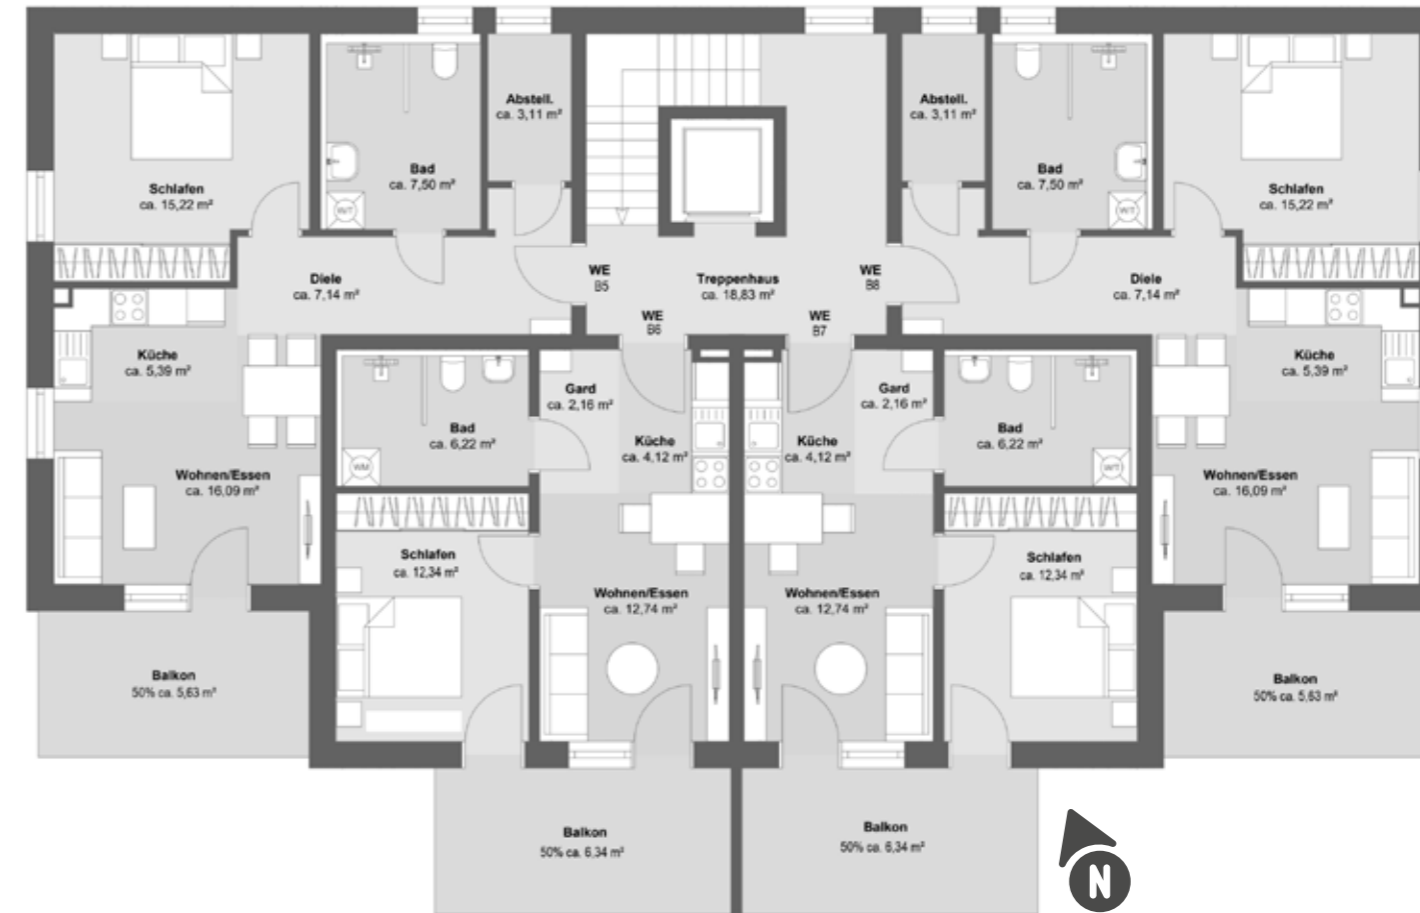 Abstell.
ca. 3,11 m²
Abstell.
ca. 3,11 m²
Schlafen
ca. 15,22 m²
Bad
ca. 7,50 m²
WT
Bad
ca. 7,50 m²
WT
Schlafen
ca. 15,22 m²
Diele
ca. 7,14 m²
WE
B5
Treppenhaus
ca. 18,83 m²
WE
B8
Diele
ca. 7,14 m²
WE
B6
WE
B7
Küche
ca. 5,39 m²
Küche
ca. 5,39 m²
Gard
ca. 2,16 m²
Gard
ca. 2,16 m²
Bad
ca. 6,22 m²
WM
Küche
ca. 4,12 m²
Küche
ca. 4,12 m²
Bad
ca. 6,22 m²
WT
Wohnen/Essen
ca. 16,09 m²
Wohnen/Essen
ca. 16,09 m²
Schlafen
ca. 12,34 m²
Schlafen
ca. 12,34 m²
Wohnen/Essen
ca. 12,74 m²
Wohnen/Essen
ca. 12,74 m²
Balkon
50% ca. 5,63 m²
Balkon
50% ca. 5,63 m²
Balkon
50% ca. 6,34 m²
Balkon
50% ca. 6,34 m²
N